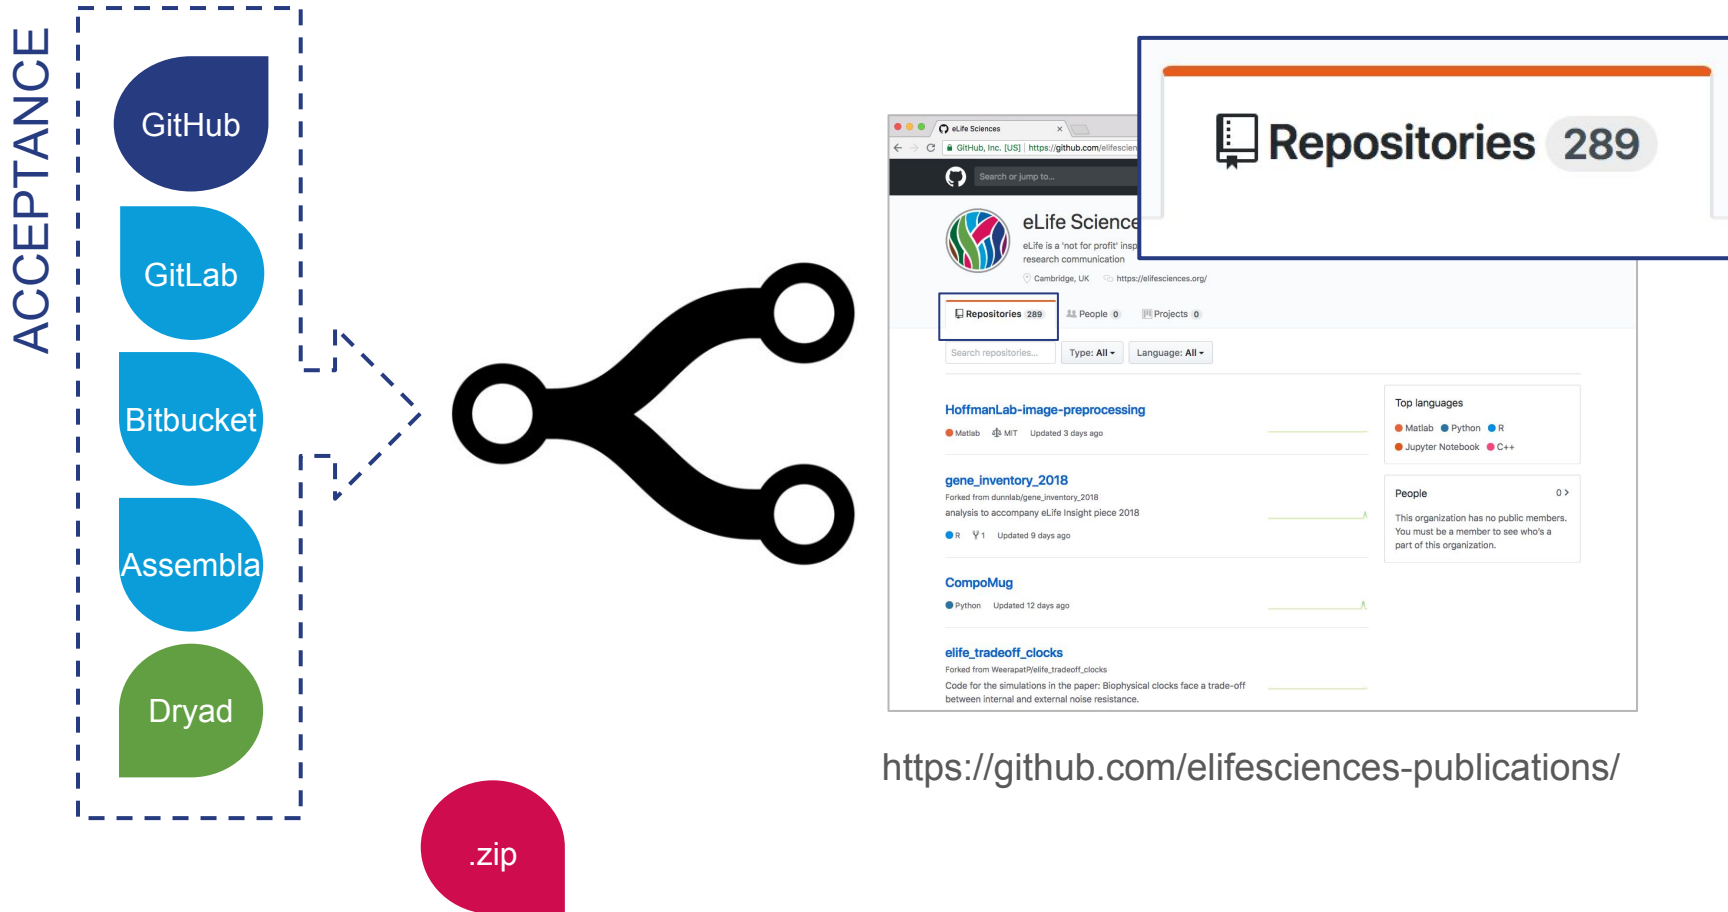 ACCEPTANCE
GitHub
GitLab
Bitbucket
Assembla
Dryad
.zip
eLife Sciences
GitHub, Inc. [US] | https://github.com/elifescien
Search or jump to...
Repositories 289
eLife Science
eLife is a 'not for profit' insp
research communication
Cambridge, UK https://elifesciences.org/
Repositories 289 People 0 Projects 0
Search repositories... Type: All Language: All
HoffmanLab-image-preprocessing
Matlab MIT Updated 3 days ago
gene_inventory_2018
Forked from dunnlab/gene_inventory_2018
analysis to accompany eLife Insight piece 2018
R 1 Updated 9 days ago
CompoMug
Python Updated 12 days ago
elife_tradeoff_clocks
Forked from WeerapatP/elife_tradeoff_clocks
Code for the simulations in the paper: Biophysical clocks face a trade-off
between internal and external noise resistance.
Top languages
Matlab Python R
Jupyter Notebook C++
People 0 >
This organization has no public members.
You must be a member to see who's a
part of this organization.
https://github.com/elifesciences-publications/